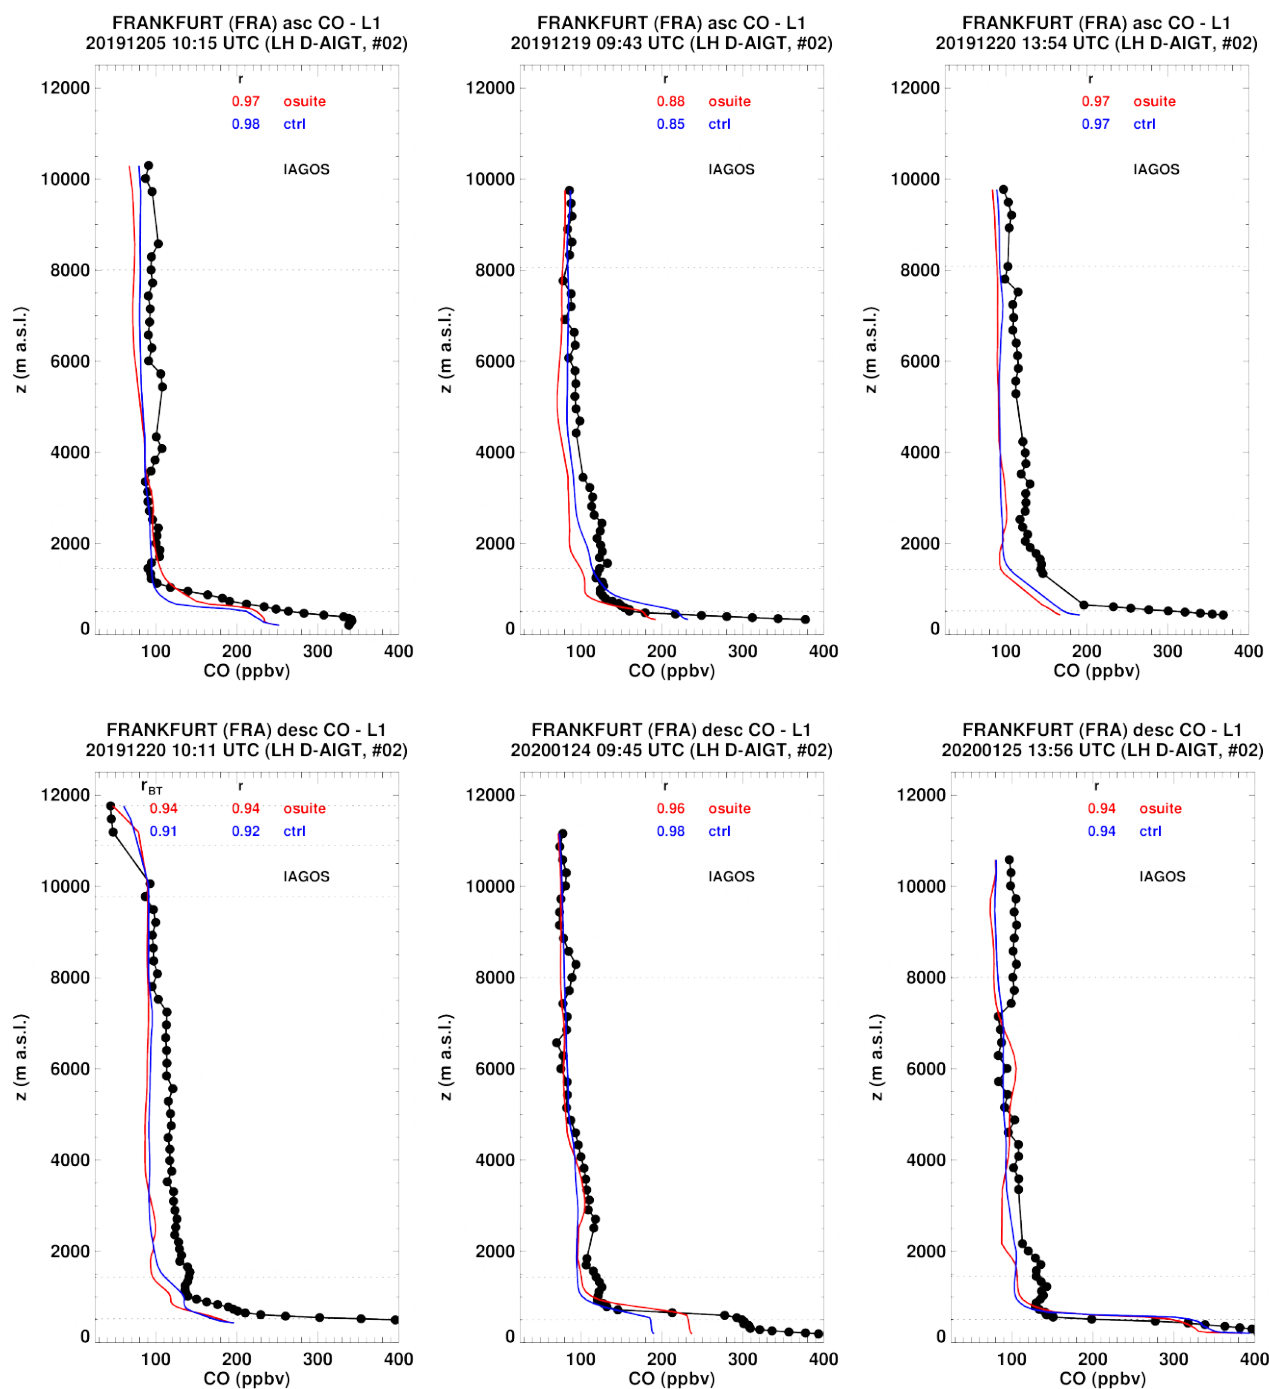 FRANKFURT (FRA) asc CO - L1
20191205 10:15 UTC (LH D-AIGT, #02)
r
0.97 osuite
0.98 ctrl
IAGOS
12000
10000
8000
6000
4000
2000
0
z (m a.s.l.)
100 200 300 400
CO (ppbv)
FRANKFURT (FRA) asc CO - L1
20191219 09:43 UTC (LH D-AIGT, #02)
r
0.88 osuite
0.85 ctrl
IAGOS
12000
10000
8000
6000
4000
2000
0
z (m a.s.l.)
100 200 300 400
CO (ppbv)
FRANKFURT (FRA) asc CO - L1
20191220 13:54 UTC (LH D-AIGT, #02)
r
0.97 osuite
0.97 ctrl
IAGOS
12000
10000
8000
6000
4000
2000
0
z (m a.s.l.)
100 200 300 400
CO (ppbv)
FRANKFURT (FRA) desc CO - L1
20191220 10:11 UTC (LH D-AIGT, #02)
rBT r
0.94 0.94 osuite
0.91 0.92 ctrl
IAGOS
12000
10000
8000
6000
4000
2000
0
z (m a.s.l.)
100 200 300 400
CO (ppbv)
FRANKFURT (FRA) desc CO - L1
20200124 09:45 UTC (LH D-AIGT, #02)
r
0.96 osuite
0.98 ctrl
IAGOS
12000
10000
8000
6000
4000
2000
0
z (m a.s.l.)
100 200 300 400
CO (ppbv)
FRANKFURT (FRA) desc CO - L1
20200125 13:56 UTC (LH D-AIGT, #02)
r
0.94 osuite
0.94 ctrl
IAGOS
12000
10000
8000
6000
4000
2000
0
z (m a.s.l.)
100 200 300 400
CO (ppbv)